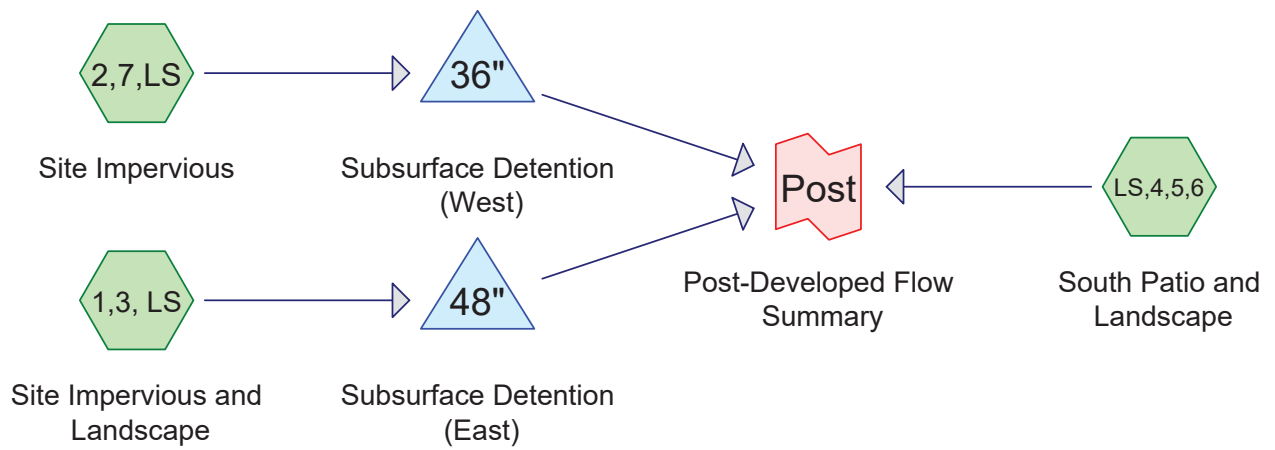 2,7,LS
Site Impervious
36"
Subsurface Detention
(West)
1,3, LS
Site Impervious and
Landscape
48"
Subsurface Detention
(East)
Post
Post-Developed Flow
Summary
LS,4,5,6
South Patio and
Landscape